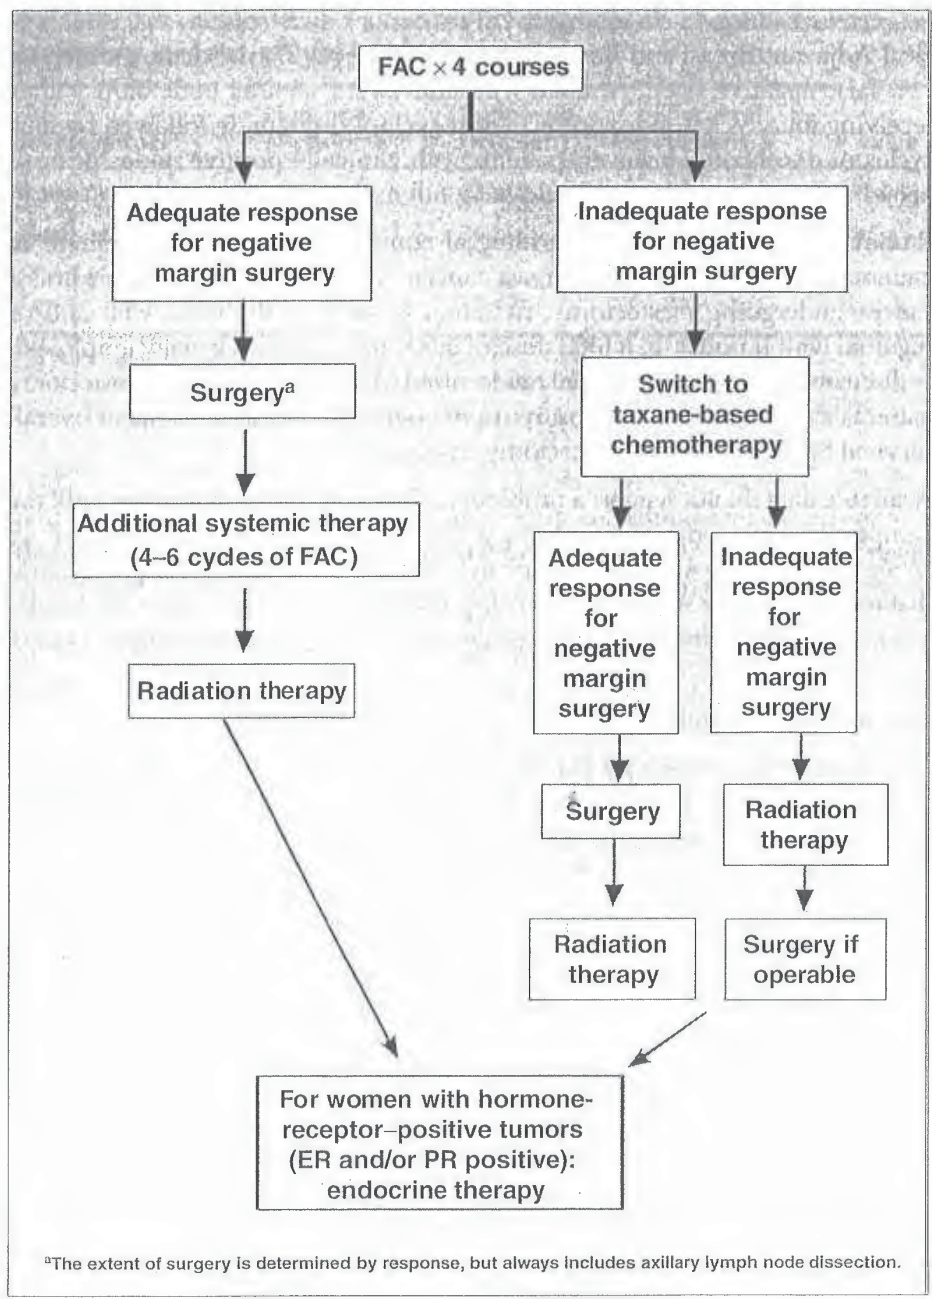 FAC × 4 courses
Adequate response
for negative
margin surgery
Inadequate response
for negative
margin surgery
Surgeryᵃ
Switch to
taxane-based
chemotherapy
Additional systemic therapy
(4–6 cycles of FAC)
Adequate
response
for
negative
margin
surgery
Inadequate
response
for
negative
margin
surgery
Radiation therapy
Surgery
Radiation
therapy
Radiation
therapy
Surgery if
operable
For women with hormone-
receptor–positive tumors
(ER and/or PR positive):
endocrine therapy
ᵃThe extent of surgery is determined by response, but always includes axillary lymph node dissection.